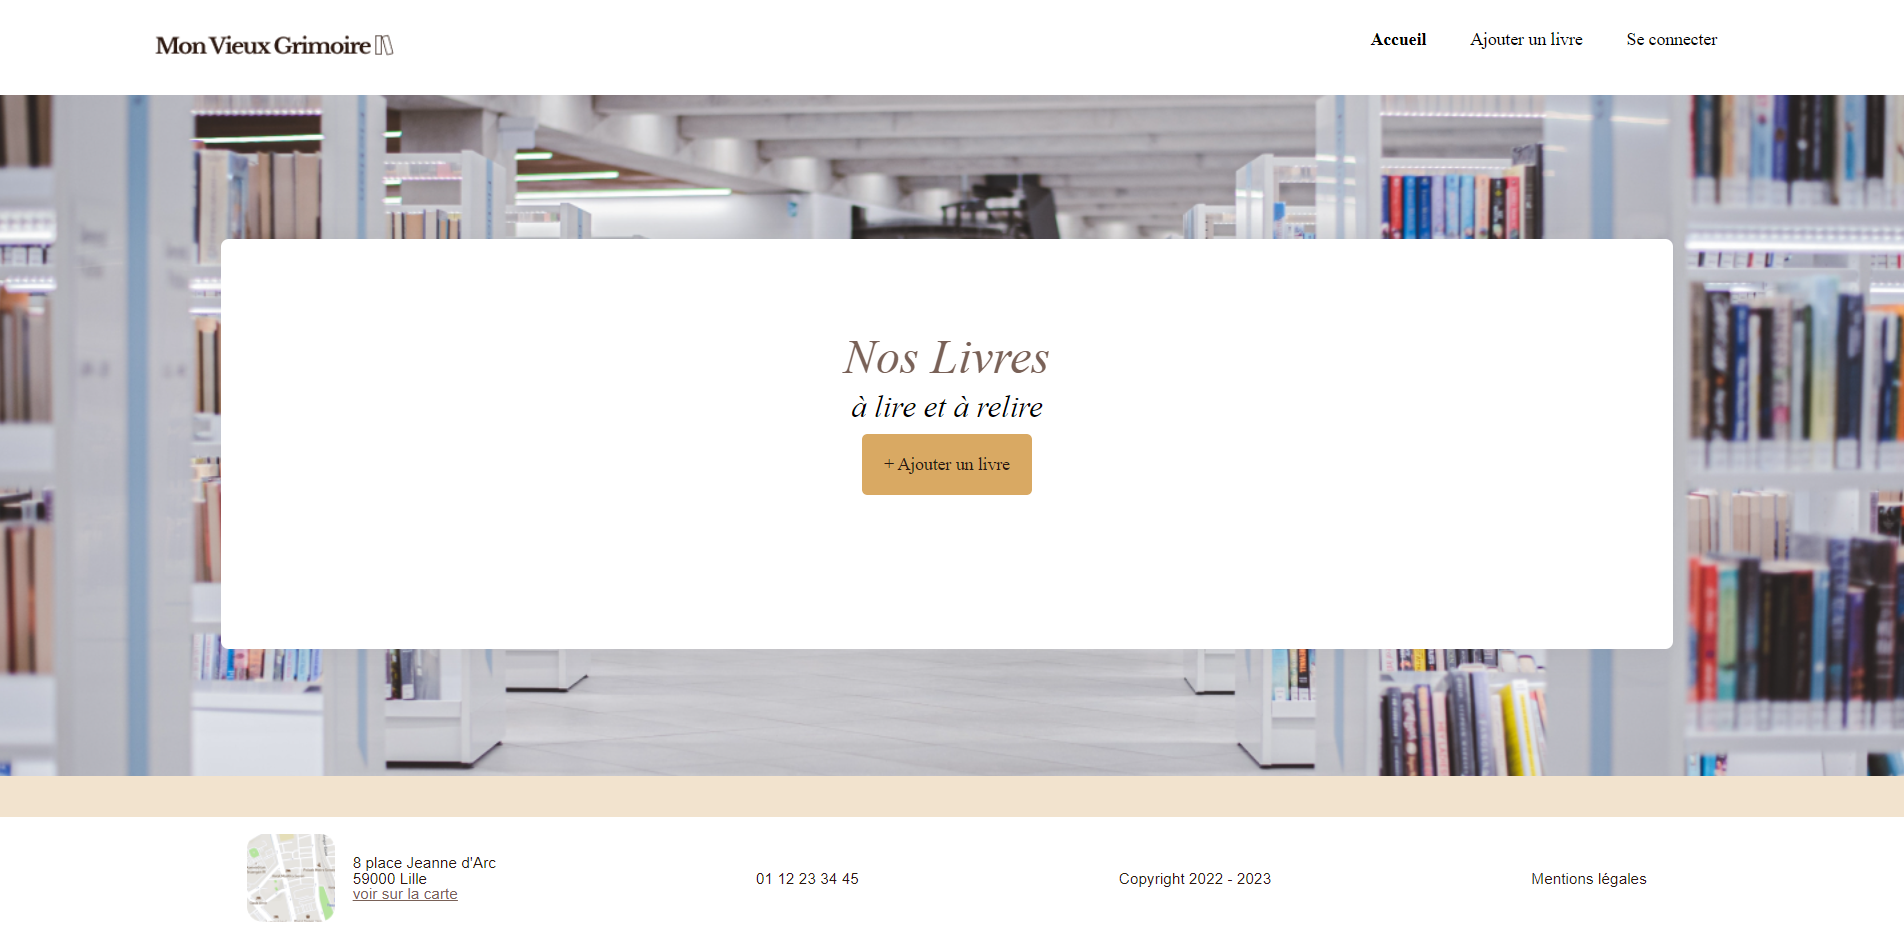 Mon Vieux Grimoire
Accueil
Ajouter un livre
Se connecter
Nos Livres
à lire et à relire
+ Ajouter un livre
8 place Jeanne d'Arc
59000 Lille
voir sur la carte
01 12 23 34 45
Copyright 2022 - 2023
Mentions légales